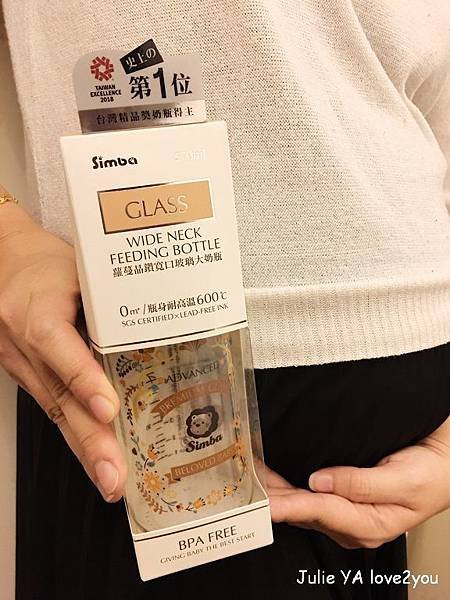 TAIWAN
EXCELLENCE
2018
史上の
第1位
台灣精品獎奶瓶得主
Simba
GLASS
WIDE NECK
FEEDING BOTTLE
蘿蔓晶鑽寬口玻璃大奶瓶
0m+/瓶身耐高溫600℃
SGS CERTIFIED×LEAD-FREE INK
ADVANCED
Simba
BELOVED
BPA FREE
GIVING BABY THE BEST START
Julie YA love2you